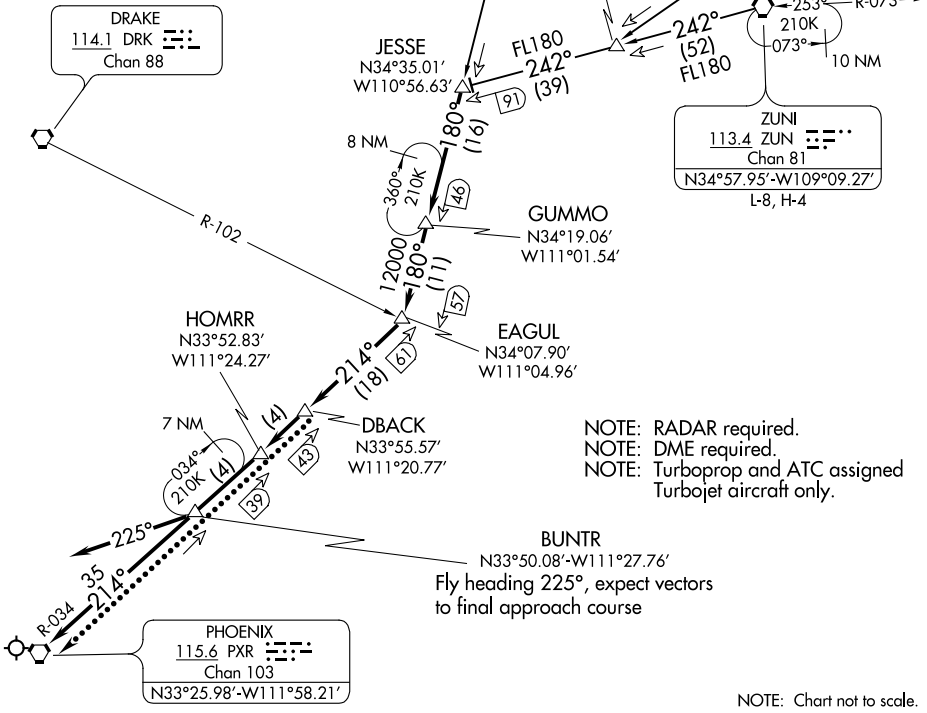 DRAKE
114.1 DRK
Chan 88
253°
R-073
210K
073°
10 NM
242°
(52)
FL180
FL180
242°
(39)
91
JESSE
N34°35.01'
W110°56.63'
180°
(16)
ZUNI
113.4 ZUN
Chan 81
N34°57.95'-W109°09.27'
L-8, H-4
8 NM
360°
210K
46
GUMMO
N34°19.06'
W111°01.54'
R-102
12000
180°
(11)
57
EAGUL
N34°07.90'
W111°04.96'
HOMRR
N33°52.83'
W111°24.27'
214°
(18)
61
(4)
DBACK
N33°55.57'
W111°20.77'
43
7 NM
034°
210K
(4)
39
NOTE: RADAR required.
NOTE: DME required.
NOTE: Turboprop and ATC assigned
Turbojet aircraft only.
225°
BUNTR
N33°50.08'-W111°27.76'
Fly heading 225°, expect vectors
to final approach course
35
214°
R-034
PHOENIX
115.6 PXR
Chan 103
N33°25.98'-W111°58.21'
NOTE: Chart not to scale.